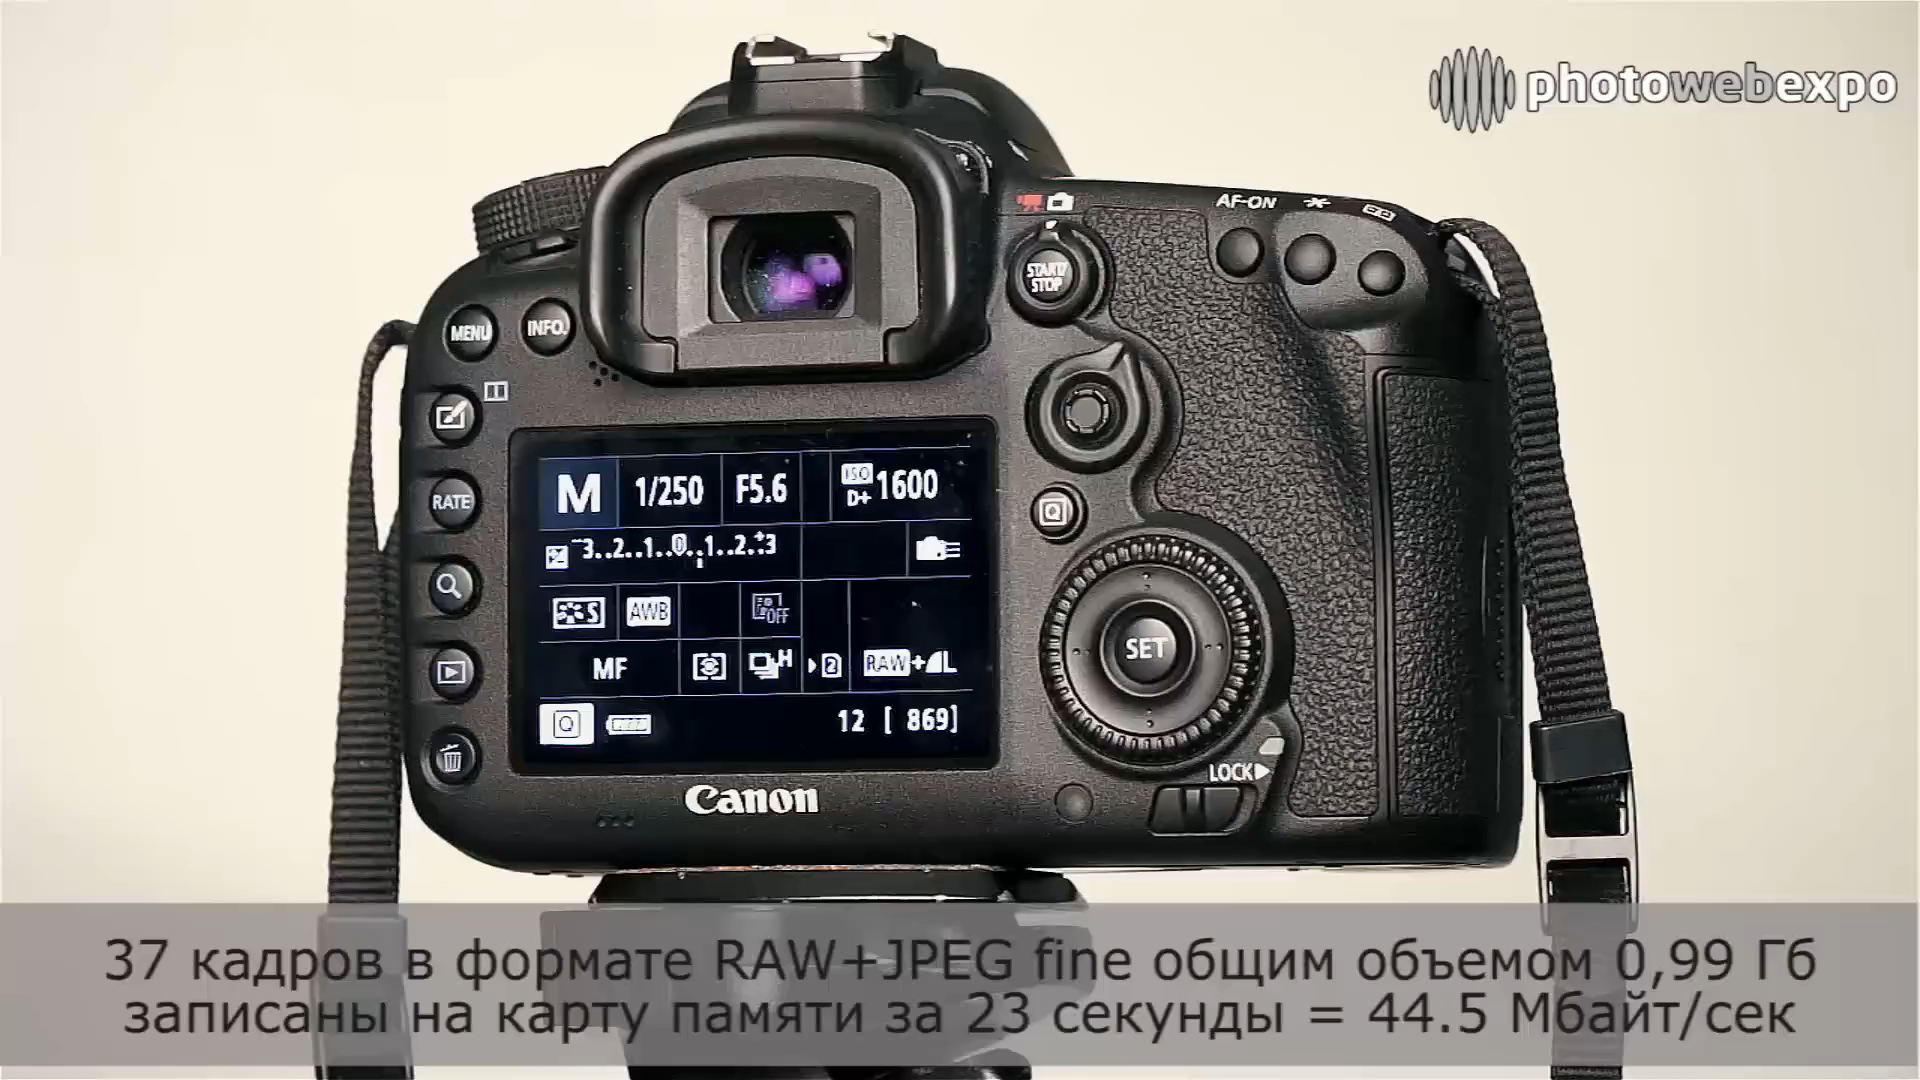 photowebexpo
AF-ON
START/
STOP
MENU
INFO.
RATE
M 1/250 F5.6 ISO D+ 1600
-3..2..1..0..1..2..+3
S AWB OFF
MF H 2 RAW+L
Q 12 [ 869]
Q
SET
LOCK
Canon
37 кадров в формате RAW+JPEG fine общим объемом 0,99 Гб
записаны на карту памяти за 23 секунды = 44.5 Мбайт/сек